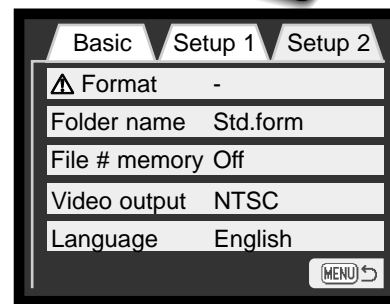 Basic Setup 1 Setup 2
Format -
Folder name Std.form
File # memory Off
Video output NTSC
Language English
MENU